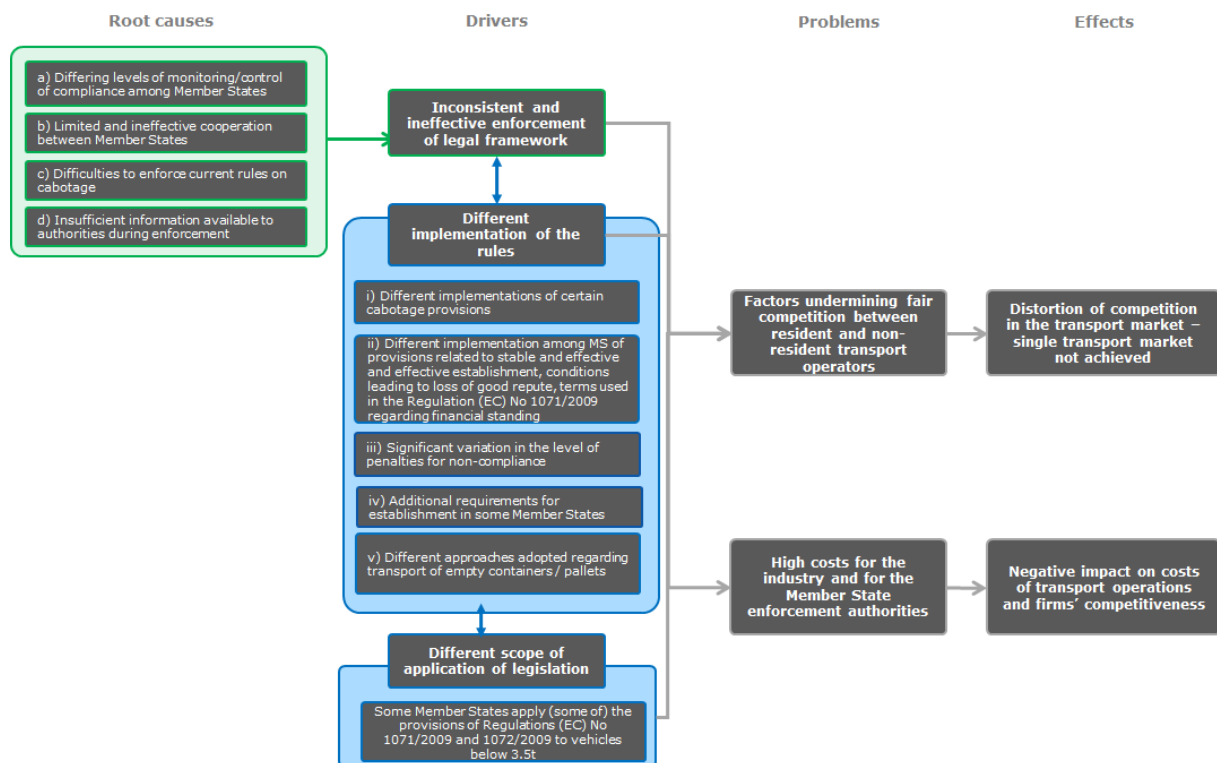 Root causes
Drivers
Problems
Effects
a) Differing levels of monitoring/control
of compliance among Member States
b) Limited and ineffective cooperation
between Member States
c) Difficulties to enforce current rules on
cabotage
d) Insufficient information available to
authorities during enforcement
Inconsistent and
ineffective enforcement
of legal framework
Different
implementation of the
rules
i) Different implementations of certain
cabotage provisions
ii) Different implementation among MS of
provisions related to stable and effective
and effective establishment, conditions
leading to loss of good repute, terms used
in the Regulation (EC) No 1071/2009
regarding financial standing
iii) Significant variation in the level of
penalties for non-compliance
iv) Additional requirements for
establishment in some Member States
v) Different approaches adopted regarding
transport of empty containers / pallets
Different scope of
application of legislation
Some Member States apply (some of) the
provisions of Regulations (EC) No
1071/2009 and 1072/2009 to vehicles
below 3.5t
Factors undermining fair
competition between
resident and non-
resident transport
operators
High costs for the
industry and for the
Member State
enforcement authorities
Distortion of competition
in the transport market –
single transport market
not achieved
Negative impact on costs
of transport operations
and firms' competitiveness